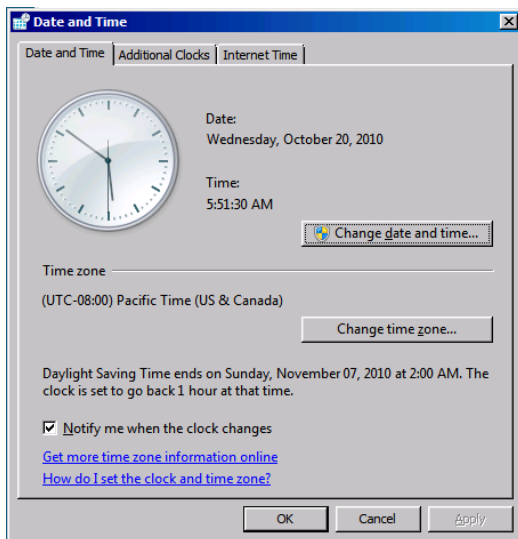 Date and Time
Date and Time Additional Clocks Internet Time
Date:
Wednesday, October 20, 2010
Time:
5:51:30 AM
Change date and time...
Time zone
(UTC-08:00) Pacific Time (US & Canada)
Change time zone...
Daylight Saving Time ends on Sunday, November 07, 2010 at 2:00 AM. The
clock is set to go back 1 hour at that time.
Notify me when the clock changes
Get more time zone information online
How do I set the clock and time zone?
OK Cancel Apply